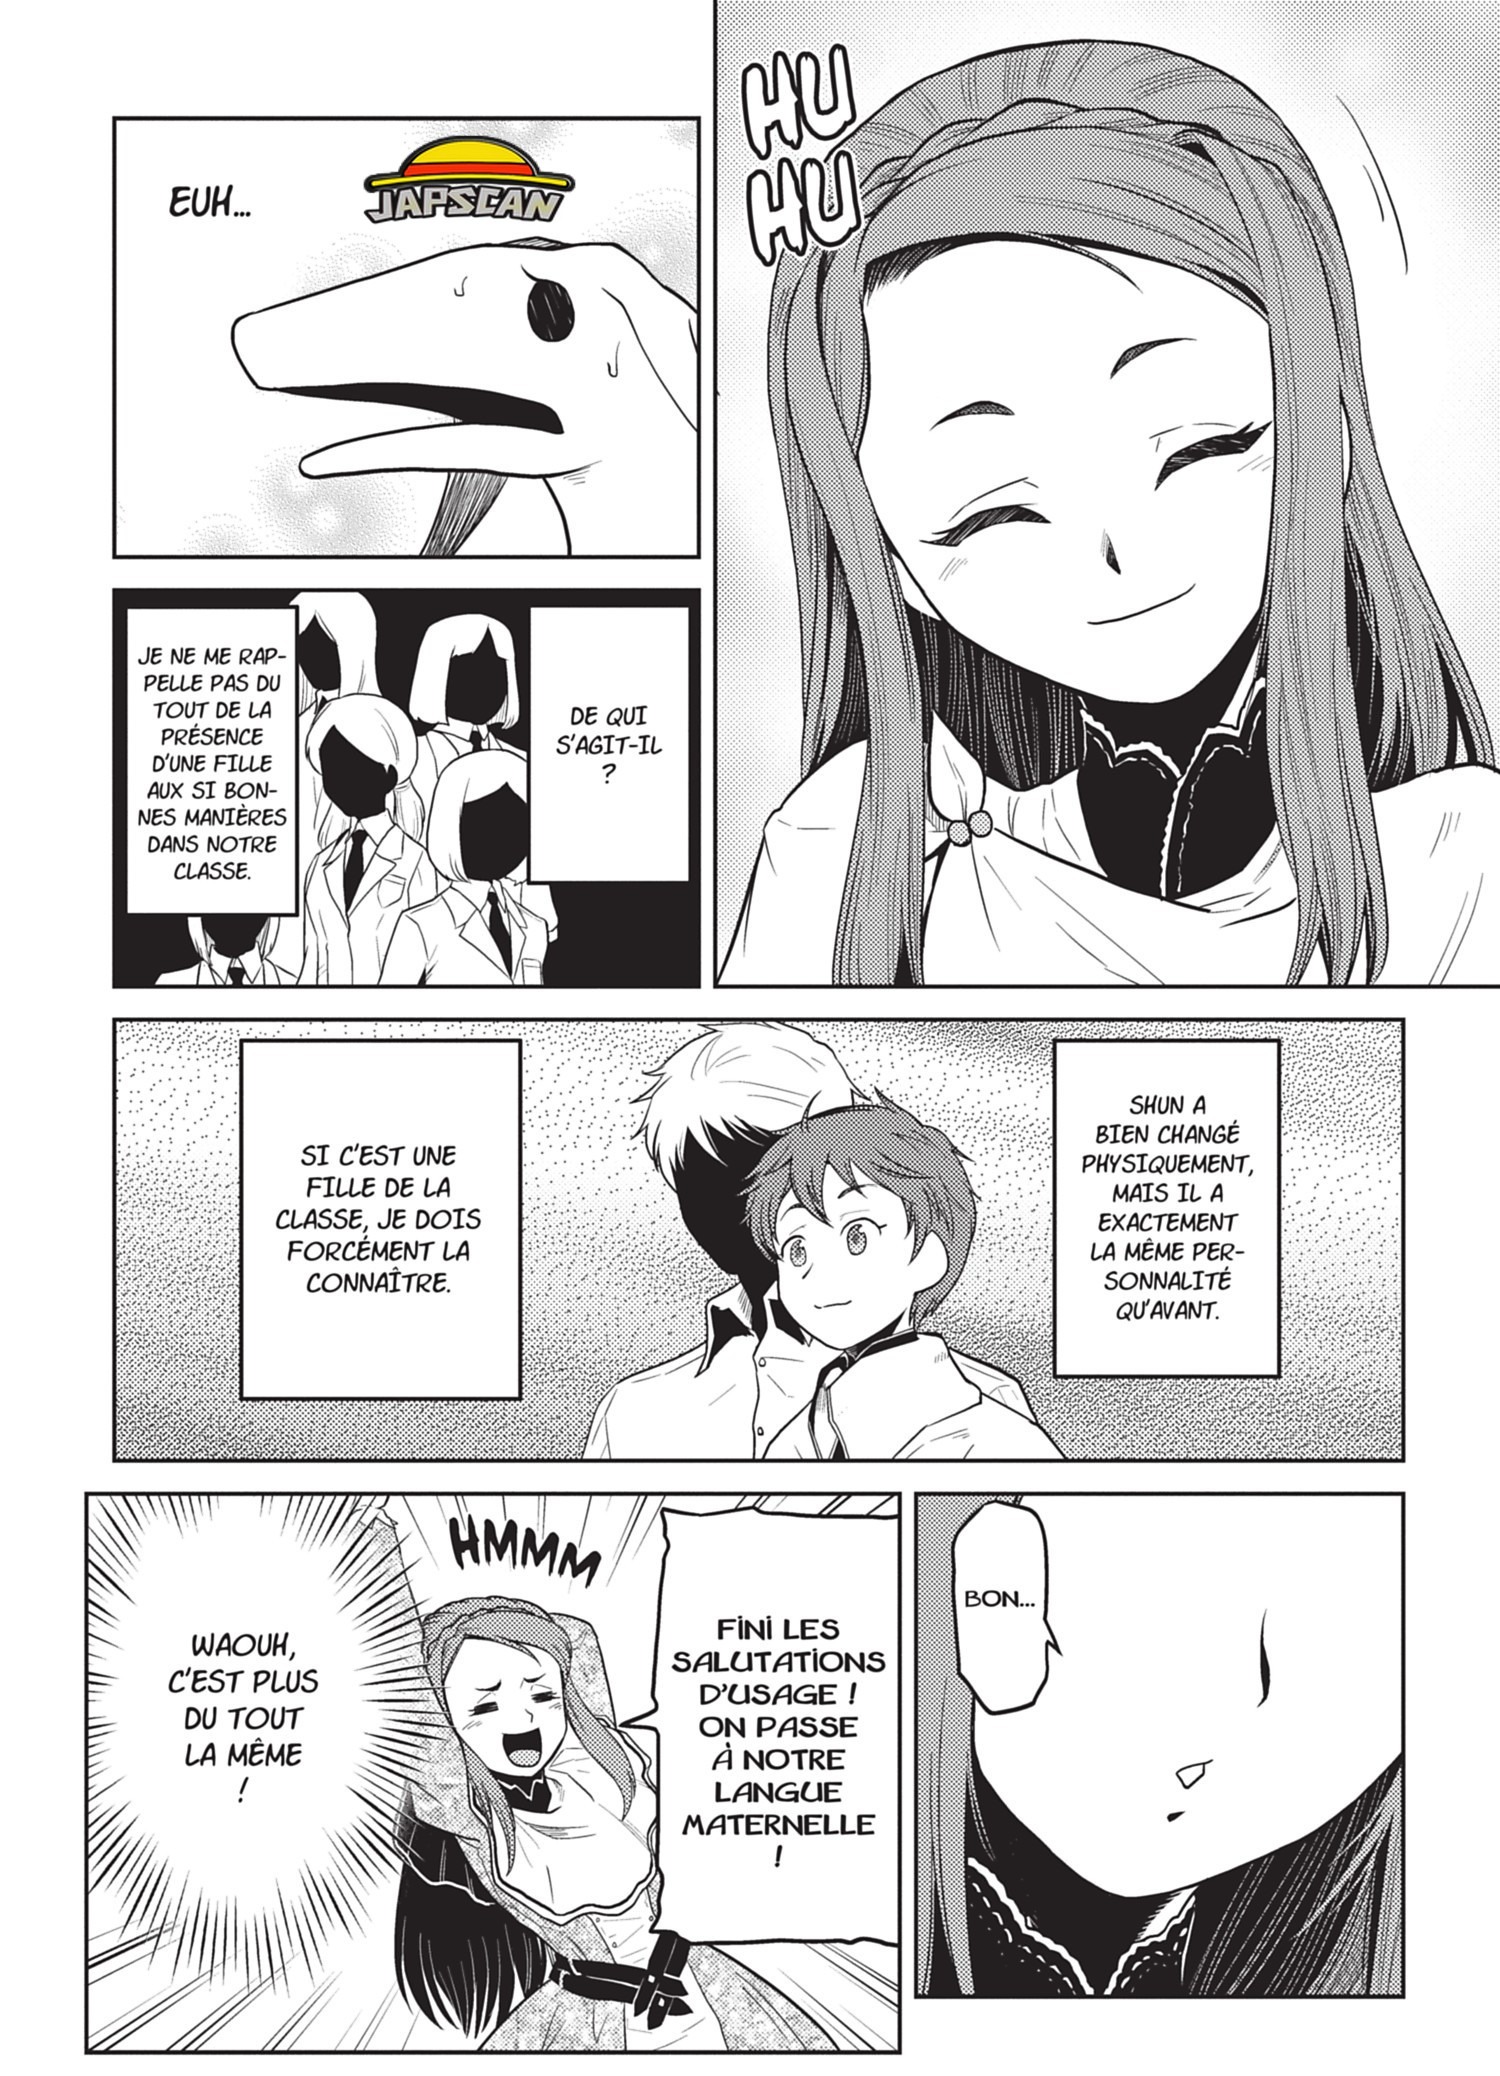 HU
HU
EUH...
JAPSCAN
DE QUI
S'AGIT-IL
?
JE NE ME RAP-
PELLE PAS DU
TOUT DE LA
PRÉSENCE
D'UNE FILLE
AUX SI BON-
NES MANIÈRES
DANS NOTRE
CLASSE.
SHUN A
BIEN CHANGÉ
PHYSIQUEMENT,
MAIS IL A
EXACTEMENT
LA MÊME PER-
SONNALITÉ
QU'AVANT.
SI C'EST UNE
FILLE DE LA
CLASSE, JE DOIS
FORCÉMENT LA
CONNAÎTRE.
BON...
HMMM
FINI LES
SALUTATIONS
D'USAGE !
ON PASSE
À NOTRE
LANGUE
MATERNELLE
!
WAOUH,
C'EST PLUS
DU TOUT
LA MÊME
!